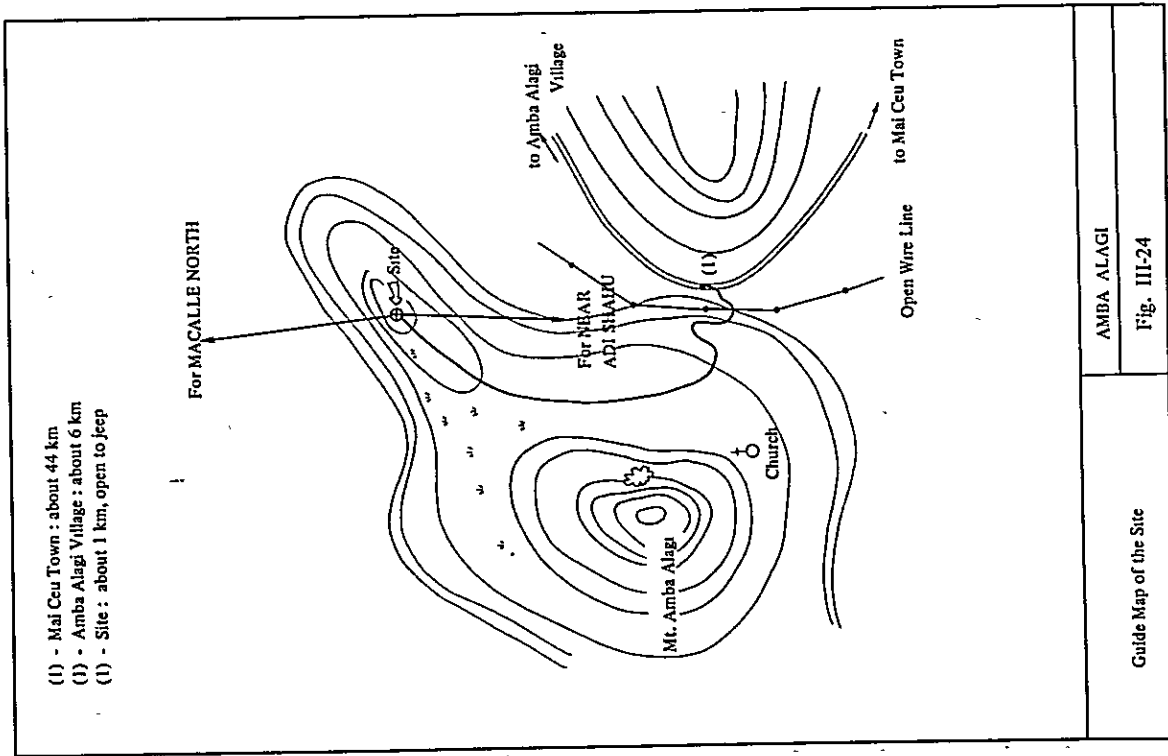 (1) - Mai Ceu Town : about 44 km
(1) - Amba Alagi Village : about 6 km
(1) - Site : about 1 km, open to jeep
For MACALLE NORTH
Site
to Amba Alagi
Village
For NEAR
ADI SHAHU
(1)
to Mai Ceu Town
Open Wire Line
Church
Mt. Amba Alagi
Guide Map of the Site
AMBA ALAGI
Fig. III-24